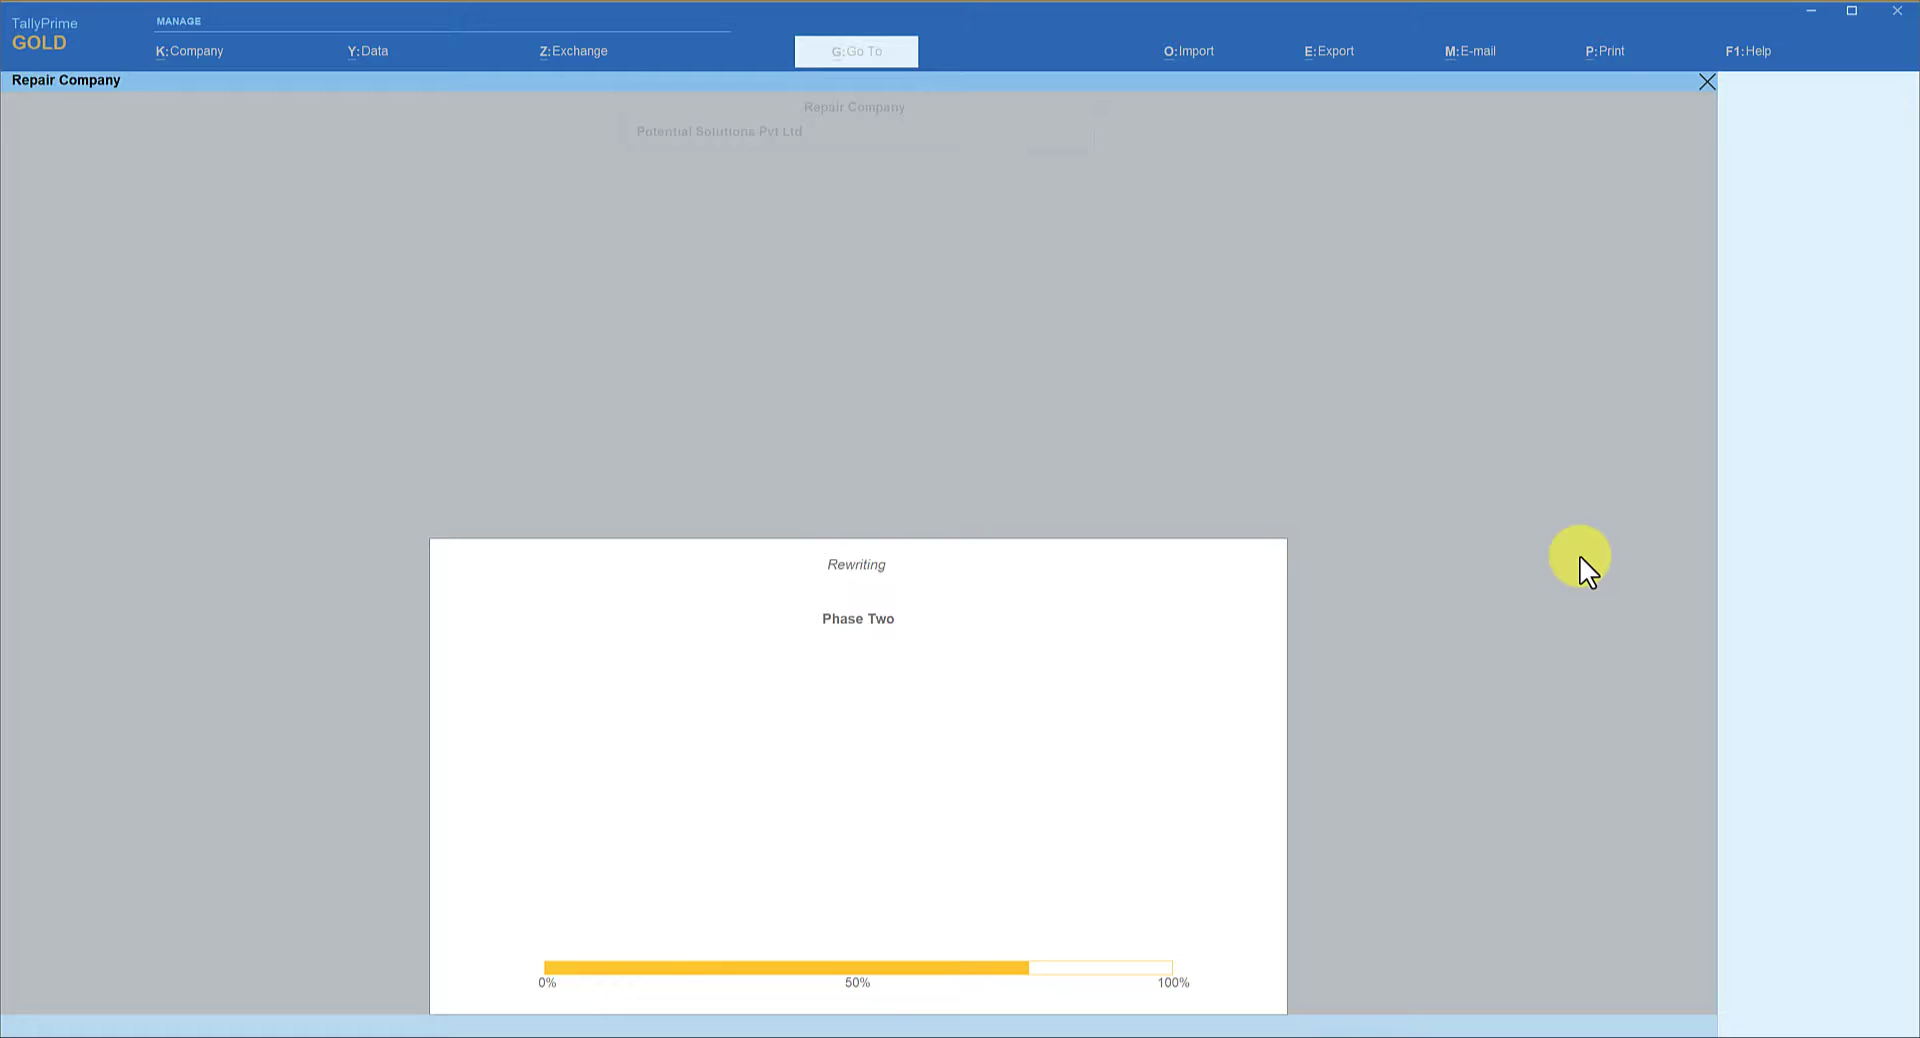 TallyPrime
GOLD
MANAGE
K:Company
Y:Data
Z:Exchange
G:Go To
O:Import
E:Export
M:E-mail
P:Print
F1:Help
Repair Company
Repair Company
Potential Solutions Pvt Ltd
Rewriting
Phase Two
0%
50%
100%